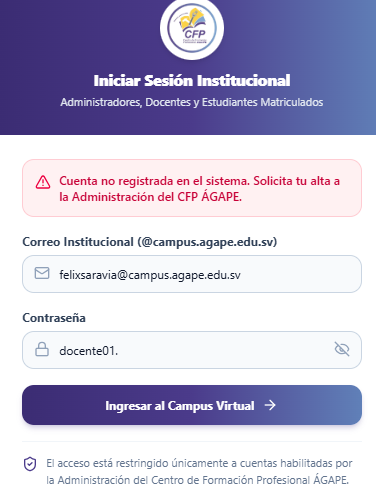 CFP
Iniciar Sesión Institucional
Administradores, Docentes y Estudiantes Matriculados
Cuenta no registrada en el sistema. Solicita tu alta a
la Administración del CFP ÁGAPE.
Correo Institucional (@campus.agape.edu.sv)
felixsaravia@campus.agape.edu.sv
Contraseña
docente01.
Ingresar al Campus Virtual →
El acceso está restringido únicamente a cuentas habilitadas por
la Administración del Centro de Formación Profesional ÁGAPE.